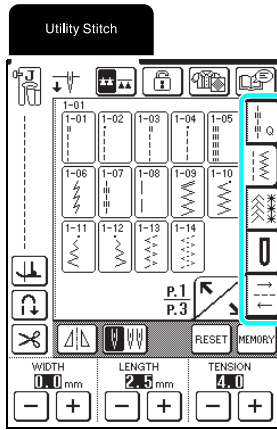 Utility Stitch
J
Q
1-01
1-01 1-02 1-03 1-04 1-05
1-06 1-07 1-08 1-09 1-10
1-11 1-12 1-13 1-14
P.1
P.3
RESET MEMORY
WIDTH LENGTH TENSION
0.0 mm 2.5 mm 4.0
− + − + − +